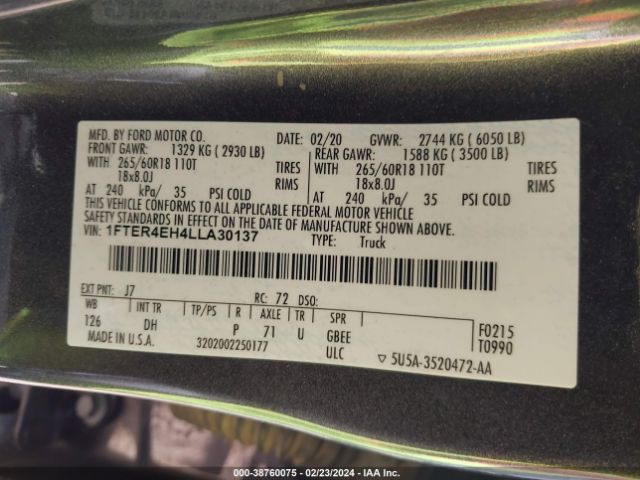 MFD. BY FORD MOTOR CO. DATE: 02/20 GVWR: 2744 KG ( 6050 LB)
FRONT GAWR: 1329 KG ( 2930 LB) REAR GAWR: 1588 KG ( 3500 LB)
WITH 265/60R18 110T TIRES WITH 265/60R18 110T TIRES
18x8.0J RIMS 18x8.0J RIMS
AT 240 kPa/ 35 PSI COLD AT 240 kPa/ 35 PSI COLD
THIS VEHICLE CONFORMS TO ALL APPLICABLE FEDERAL MOTOR VEHICLE
SAFETY STANDARDS IN EFFECT ON THE DATE OF MANUFACTURE SHOWN ABOVE.
VIN: 1FTER4EH4LLA30137 TYPE: Truck
EXT PNT: J7 RC: 72 DSO:
WB INT TR TP/PS R AXLE TR SPR
126 DH P 71 U GBEE F0215
MADE IN U.S.A. 3202002250177 ULC T0990
▽ 5U5A-3520472-AA
000-38760075 - 02/23/2024 - IAA Inc.